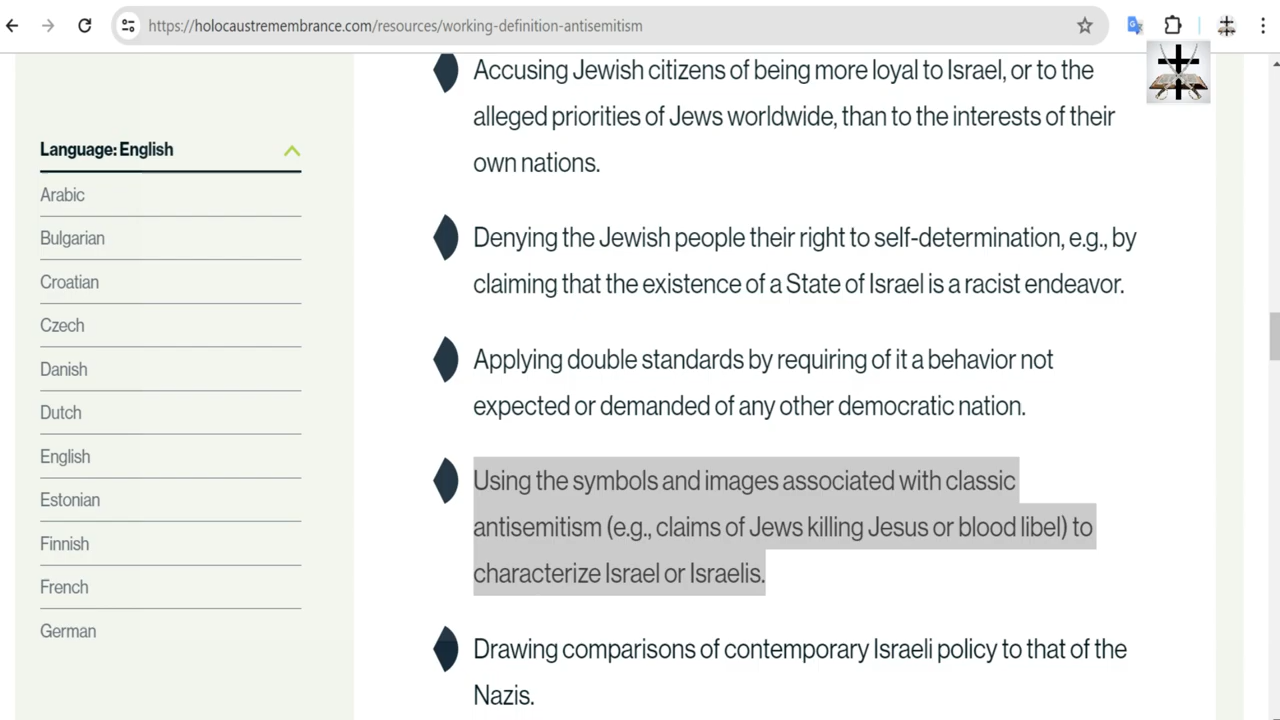 https://holocaustremembrance.com/resources/working-definition-antisemitism
Language: English
Arabic
Bulgarian
Croatian
Czech
Danish
Dutch
English
Estonian
Finnish
French
German
Accusing Jewish citizens of being more loyal to Israel, or to the
alleged priorities of Jews worldwide, than to the interests of their
own nations.
Denying the Jewish people their right to self-determination, e.g., by
claiming that the existence of a State of Israel is a racist endeavor.
Applying double standards by requiring of it a behavior not
expected or demanded of any other democratic nation.
Using the symbols and images associated with classic
antisemitism (e.g., claims of Jews killing Jesus or blood libel) to
characterize Israel or Israelis.
Drawing comparisons of contemporary Israeli policy to that of the
Nazis.